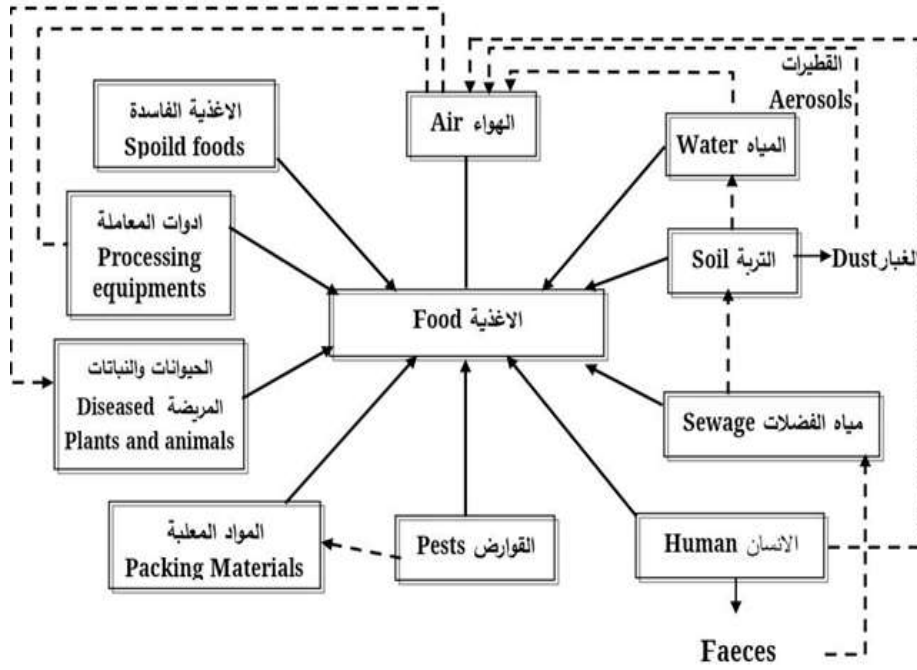 القطيرات
Aerosols
الاغذية الفاسدة
Spoild foods
الهواء Air
المياه Water
ادوات المعاملة
Processing
equipments
التربة Soil
الغبار Dust
الاغذية Food
الحيوانات والنباتات
المريضة Diseased
Plants and animals
مياه الفضلات Sewage
المواد المعلبة
Packing Materials
القوارض Pests
الانسان Human
Faeces